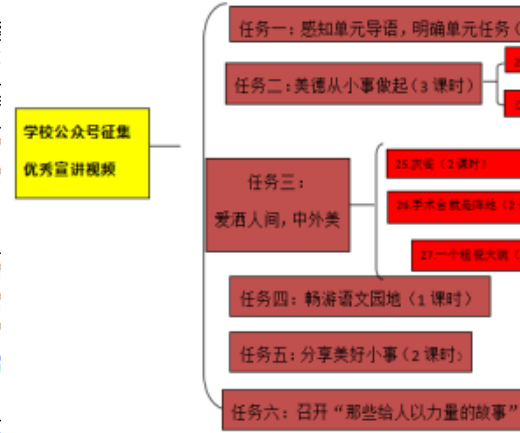 学校公众号征集
优秀宣讲视频
任务一：感知单元导语，明确单元任务（
任务二：美德从小事做起（3 课时）
任务三：
爱洒人间，中外美
25.灰雀（2 课时）
26.手术台就是阵地（2
27.一个粗瓷大碗（
任务四：畅游语文园地（1 课时）
任务五：分享美好小事（2 课时）
任务六：召开“那些给人以力量的故事”